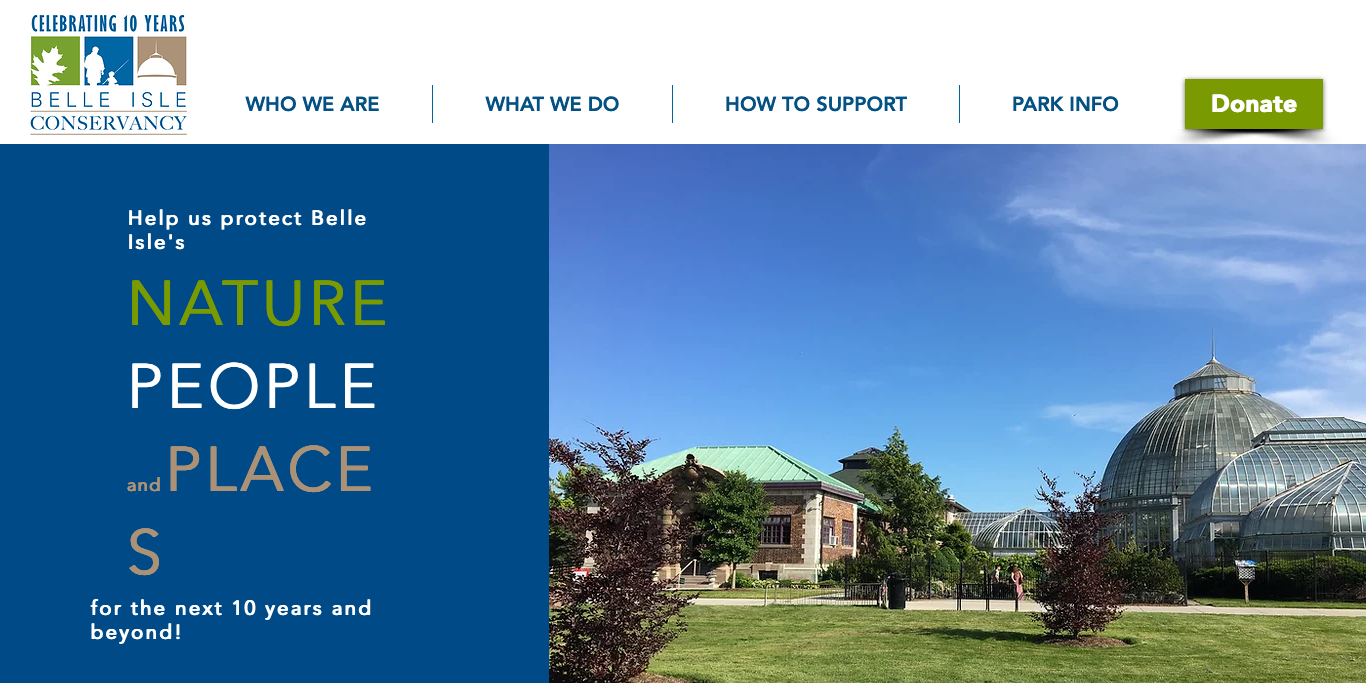 CELEBRATING 10 YEARS
BELLE ISLE
CONSERVANCY
WHO WE ARE
WHAT WE DO
HOW TO SUPPORT
PARK INFO
Donate
Help us protect Belle
Isle's
NATURE
PEOPLE
and PLACE
S
for the next 10 years and
beyond!